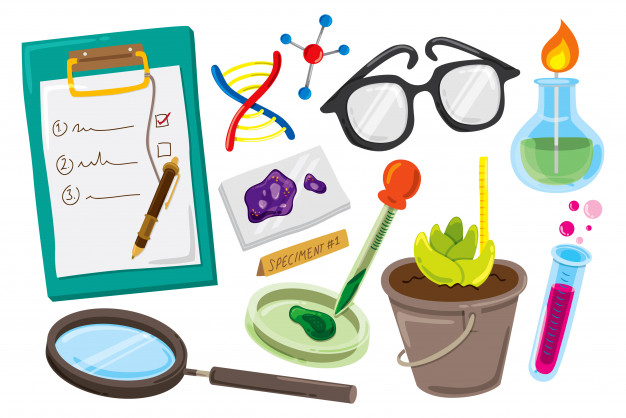 1
2.
3.
SPECIMENT #1